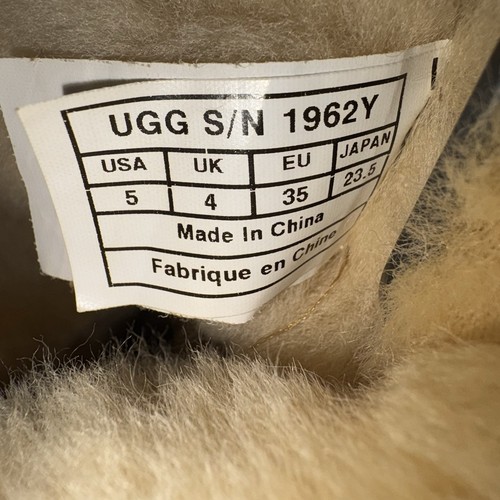 UGG S/N 1962Y
USA UK EU JAPAN
5 4 35 23.5
Made In China
Fabrique en Chine